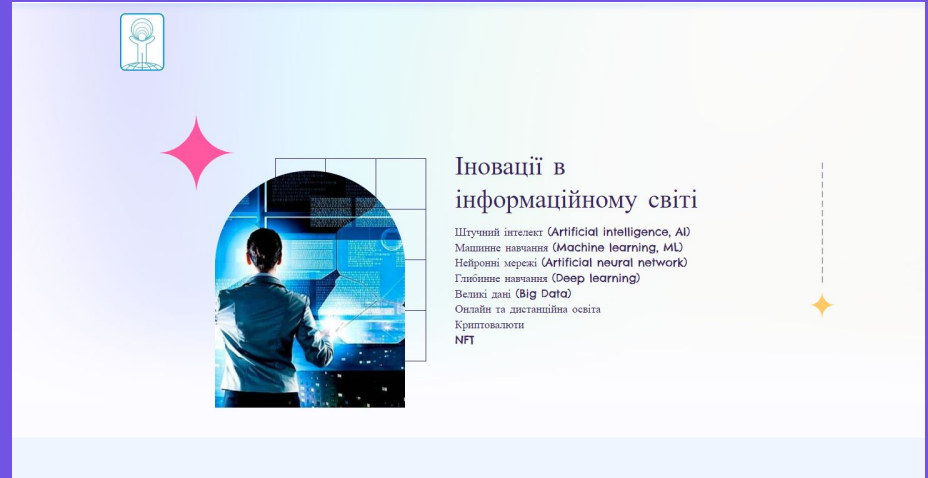 Іновації в
інформаційному світі
Штучний інтелект (Artificial intelligence, AI)
Машинне навчання (Machine learning, ML)
Нейронні мережі (Artificial neural network)
Глибинне навчання (Deep learning)
Великі дані (Big Data)
Онлайн та дистанційна освіта
Криптовалюти
NFT